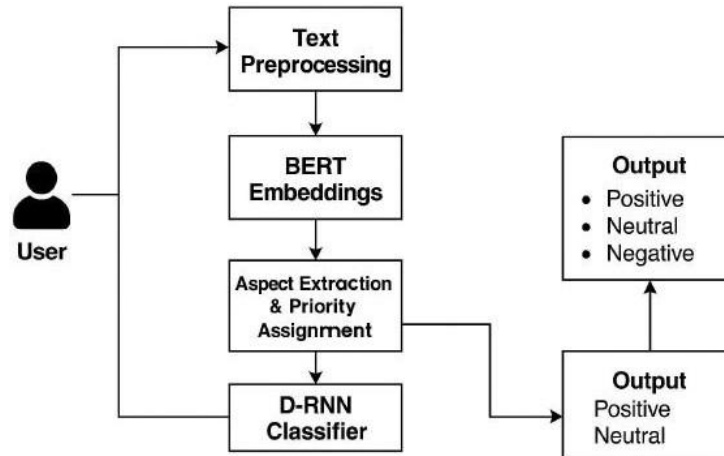 Text
Preprocessing
BERT
Embeddings
User
Aspect Extraction
& Priority
Assignment
D-RNN
Classifier
Output
• Positive
• Neutral
• Negative
Output
Positive
Neutral